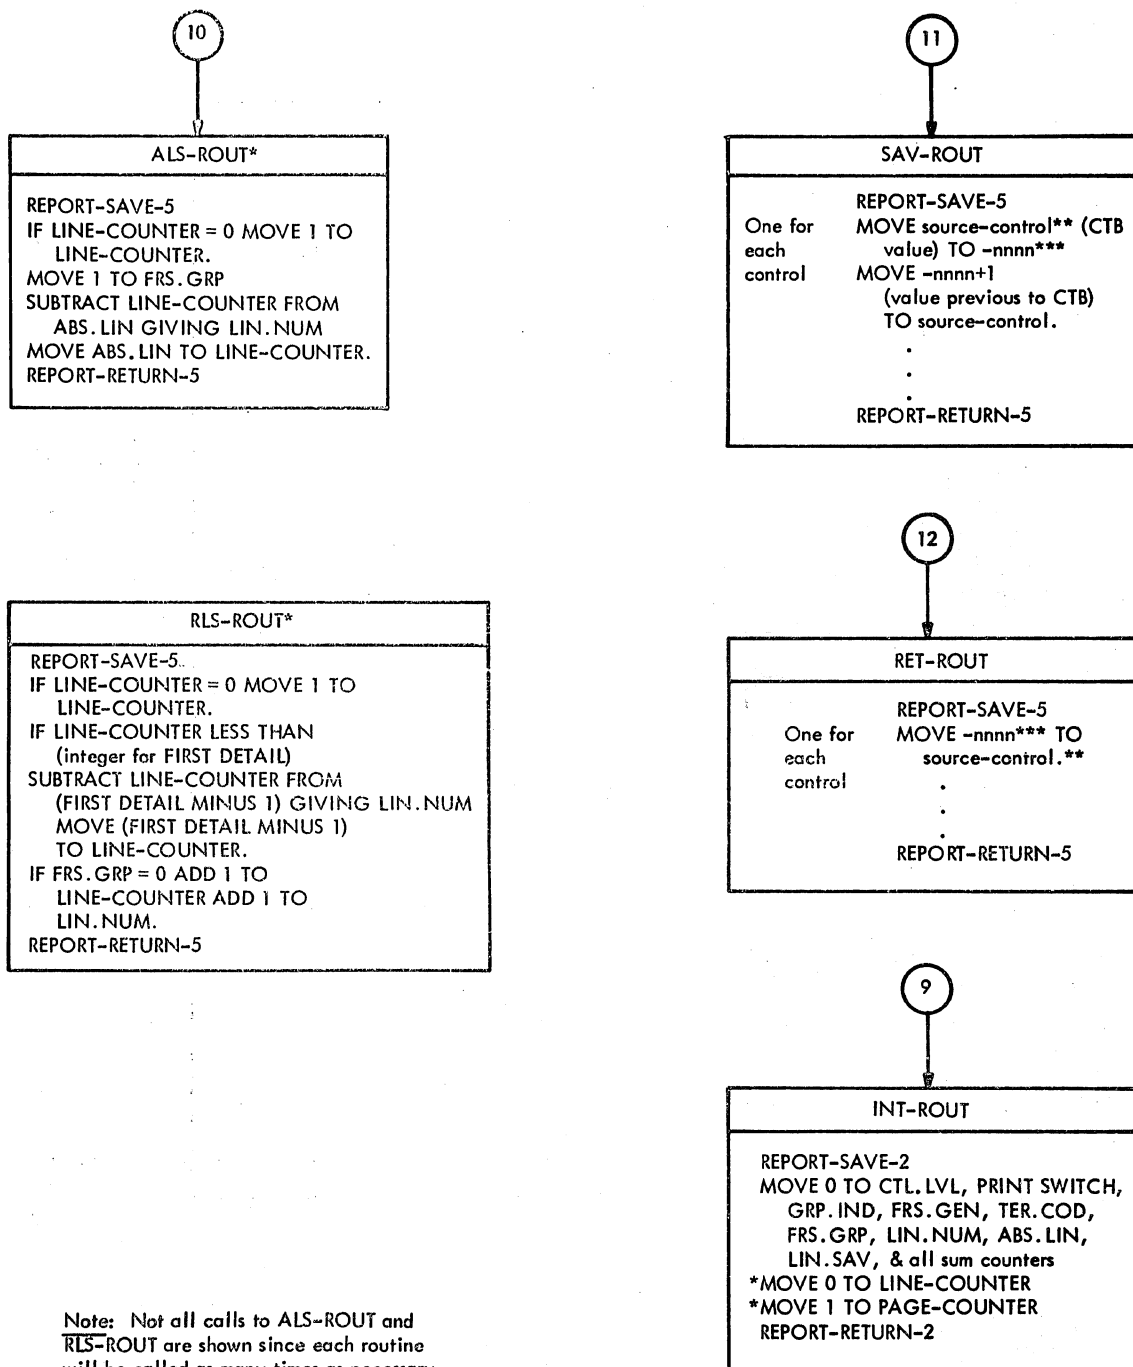 10
ALS-ROUT*
REPORT-SAVE-5
IF LINE-COUNTER = 0 MOVE 1 TO
LINE-COUNTER.
MOVE 1 TO FRS.GRP
SUBTRACT LINE-COUNTER FROM
ABS.LIN GIVING LIN.NUM
MOVE ABS.LIN TO LINE-COUNTER.
REPORT-RETURN-5
RLS-ROUT*
REPORT-SAVE-5
IF LINE-COUNTER = 0 MOVE 1 TO
LINE-COUNTER.
IF LINE-COUNTER LESS THAN
(integer for FIRST DETAIL)
SUBTRACT LINE-COUNTER FROM
(FIRST DETAIL MINUS 1) GIVING LIN.NUM
MOVE (FIRST DETAIL MINUS 1)
TO LINE-COUNTER.
IF FRS.GRP = 0 ADD 1 TO
LINE-COUNTER ADD 1 TO
LIN.NUM.
REPORT-RETURN-5
Note: Not all calls to ALS-ROUT and
RLS-ROUT are shown since each routine
will be called as many times as necessary
11
SAV-ROUT
REPORT-SAVE-5
One for MOVE source-control** (CTB
each value) TO -nnnn***
control MOVE -nnnn+1
(value previous to CTB)
TO source-control.
.
.
.
REPORT-RETURN-5
12
RET-ROUT
REPORT-SAVE-5
One for MOVE -nnnn*** TO
each source-control.**
control .
.
.
REPORT-RETURN-5
9
INT-ROUT
REPORT-SAVE-2
MOVE 0 TO CTL.LVL, PRINT SWITCH,
GRP.IND, FRS.GEN, TER.COD,
FRS.GRP, LIN.NUM, ABS.LIN,
LIN.SAV, & all sum counters
*MOVE 0 TO LINE-COUNTER
*MOVE 1 TO PAGE-COUNTER
REPORT-RETURN-2